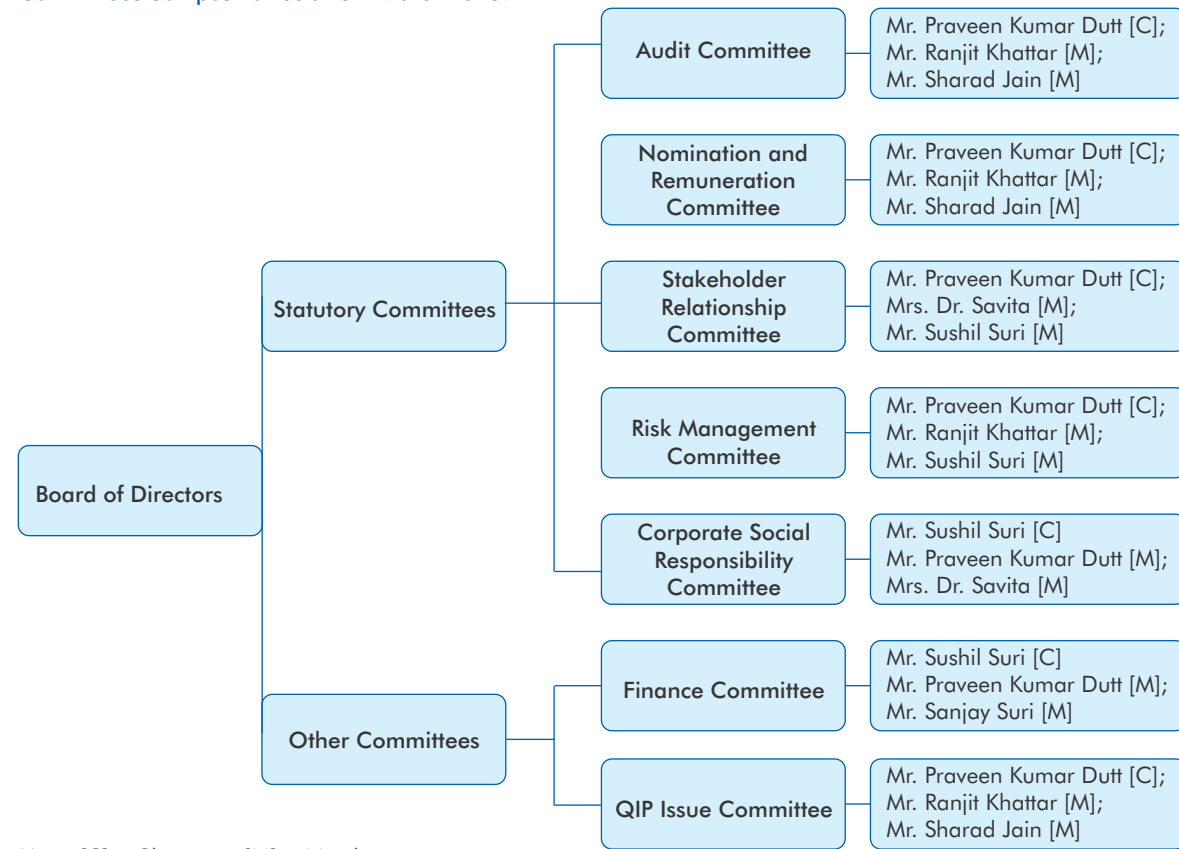 Audit Committee
Mr. Praveen Kumar Dutt [C];
Mr. Ranjit Khattar [M];
Mr. Sharad Jain [M]
Nomination and
Remuneration
Committee
Mr. Praveen Kumar Dutt [C];
Mr. Ranjit Khattar [M];
Mr. Sharad Jain [M]
Statutory Committees
Stakeholder
Relationship
Committee
Mr. Praveen Kumar Dutt [C];
Mrs. Dr. Savita [M];
Mr. Sushil Suri [M]
Risk Management
Committee
Mr. Praveen Kumar Dutt [C];
Mr. Ranjit Khattar [M];
Mr. Sushil Suri [M]
Board of Directors
Corporate Social
Responsibility
Committee
Mr. Sushil Suri [C]
Mr. Praveen Kumar Dutt [M];
Mrs. Dr. Savita [M]
Other Committees
Finance Committee
Mr. Sushil Suri [C]
Mr. Praveen Kumar Dutt [M];
Mr. Sanjay Suri [M]
QIP Issue Committee
Mr. Praveen Kumar Dutt [C];
Mr. Ranjit Khattar [M];
Mr. Sharad Jain [M]